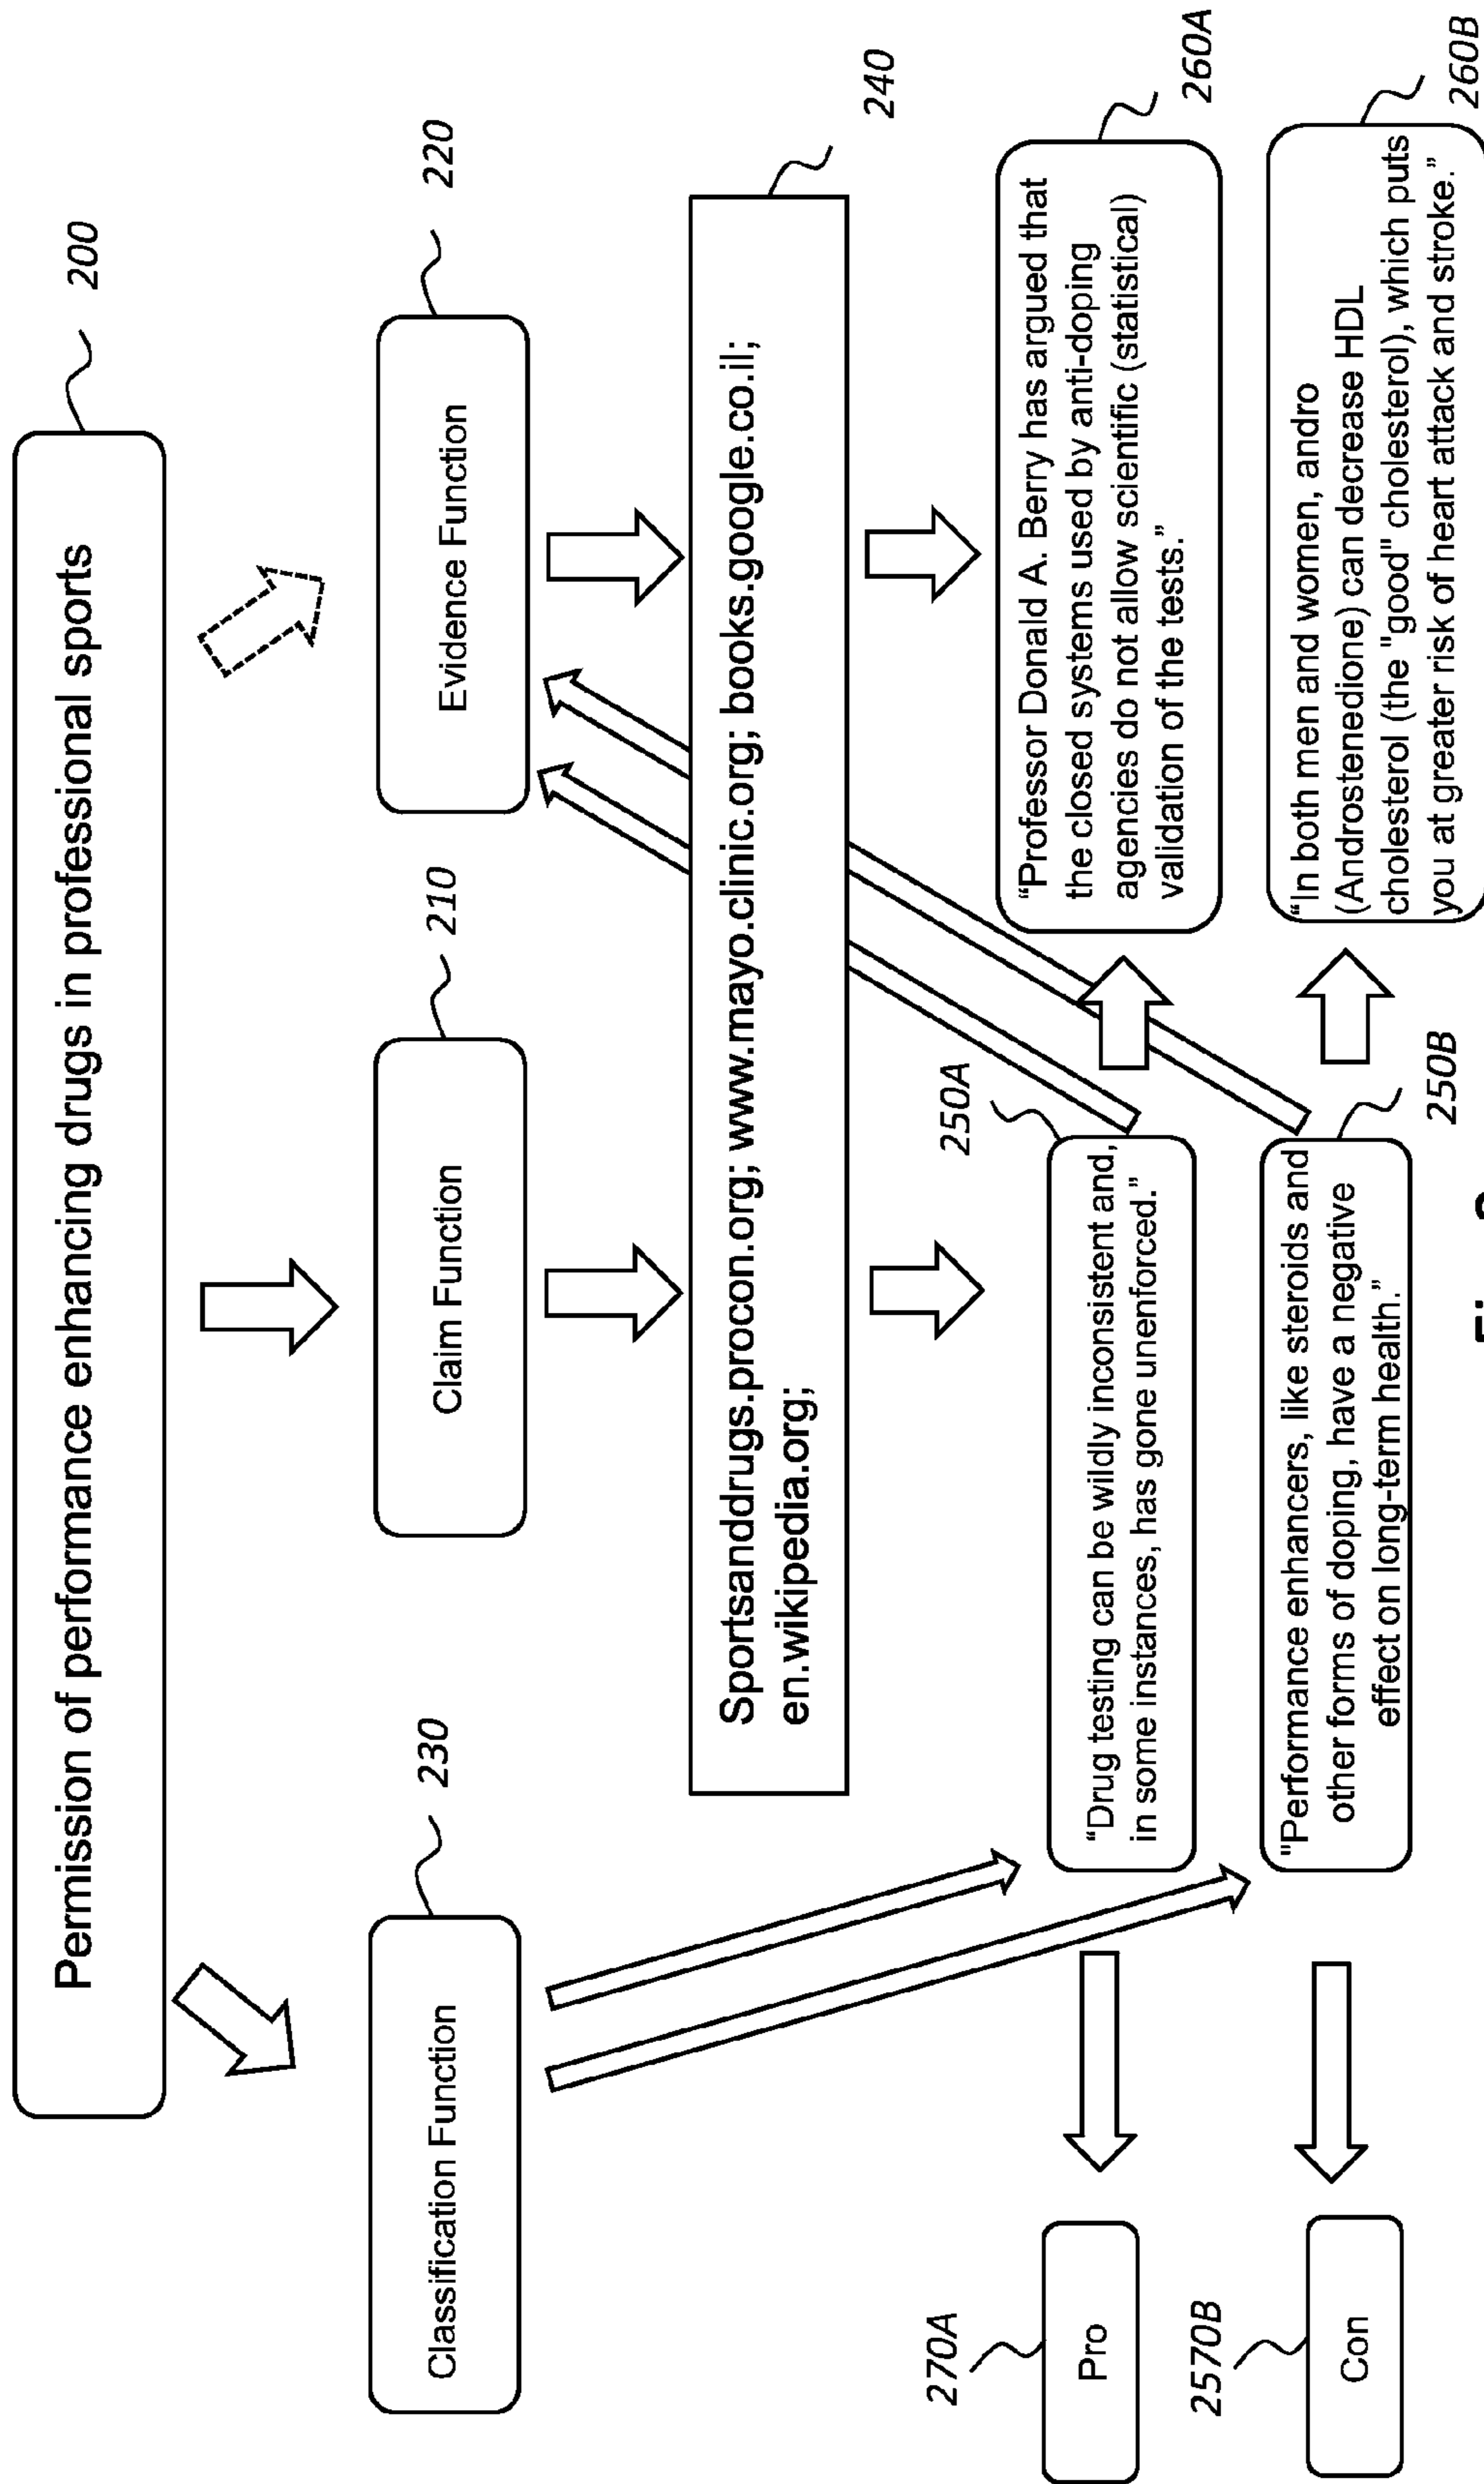 Permission of performance enhancing drugs in professional sports
200
Classification Function
230
Claim Function
210
Evidence Function
220
Sportsanddrugs.procon.org; www.mayo.clinic.org; books.google.co.il;
en.wikipedia.org;
240
270A
Pro
2570B
Con
250A
“Drug testing can be wildly inconsistent and,
in some instances, has gone unenforced.”
"Performance enhancers, like steroids and
other forms of doping, have a negative
effect on long-term health.”
250B
“Professor Donald A. Berry has argued that
the closed systems used by anti-doping
agencies do not allow scientific (statistical)
validation of the tests.”
260A
“In both men and women, andro
(Androstenedione) can decrease HDL
cholesterol (the "good" cholesterol), which puts
you at greater risk of heart attack and stroke.”
260B